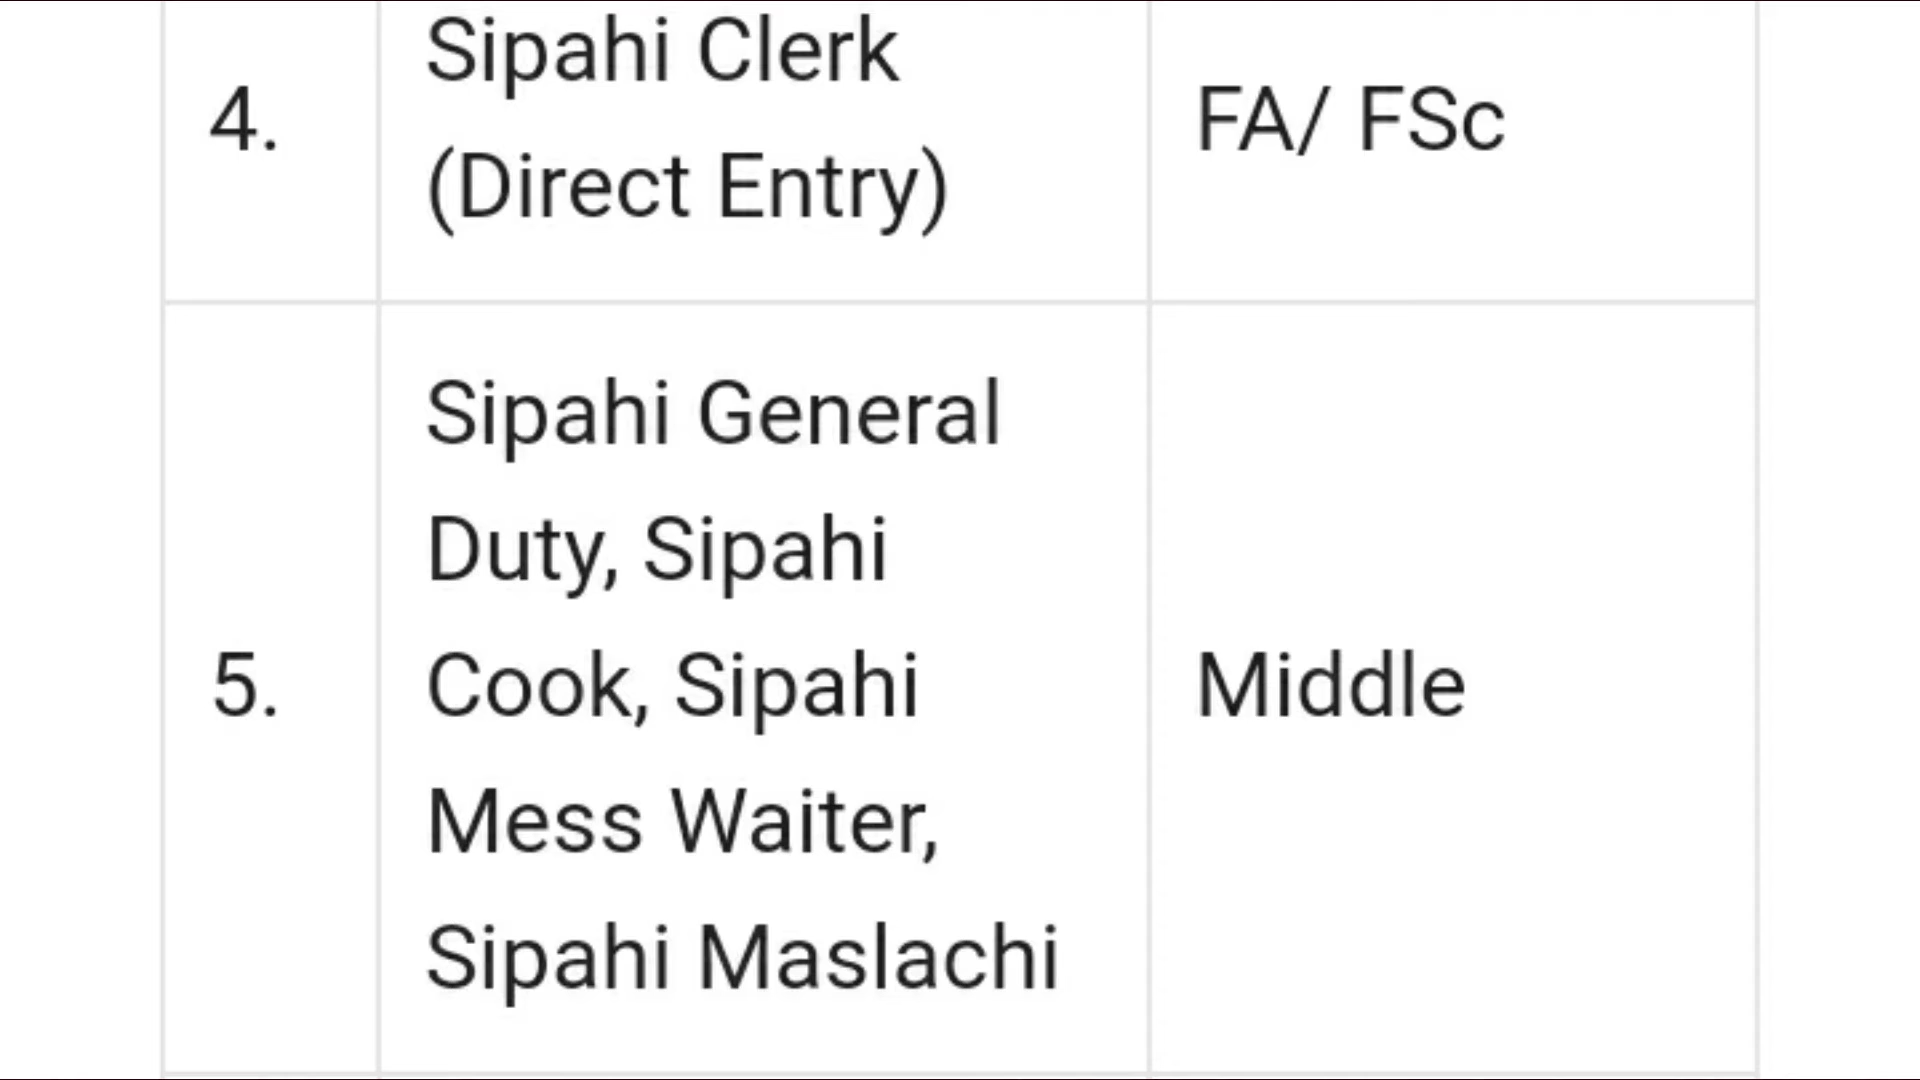 4.
Sipahi Clerk
(Direct Entry)
FA/ FSc
5.
Sipahi General
Duty, Sipahi
Cook, Sipahi
Mess Waiter,
Sipahi Maslachi
Middle